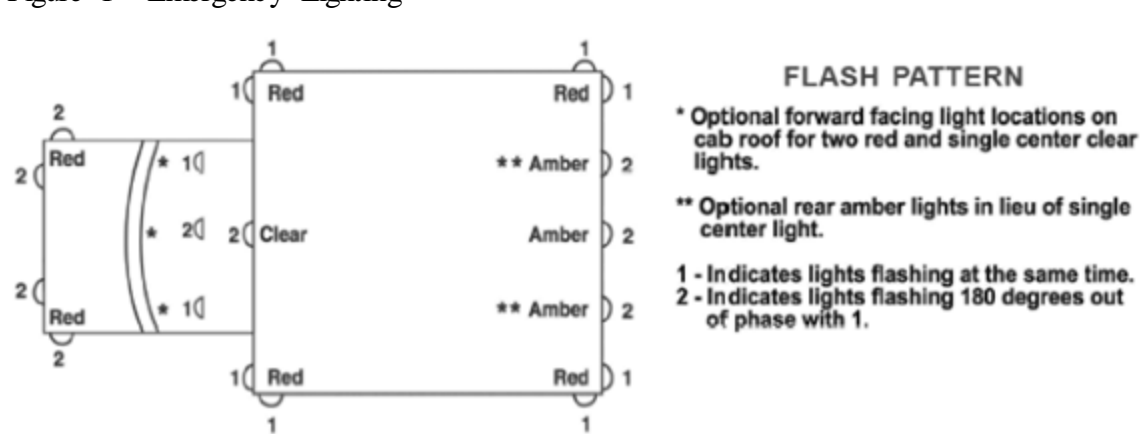 Figure 1 Emergency Lighting
1 1
1 Red Red 1
2
Red * 1 ** Amber 2
2
* 2 2 Clear Amber 2
2 * 1 ** Amber 2
Red
2
1 Red Red 1
1 1
FLASH PATTERN
* Optional forward facing light locations on
cab roof for two red and single center clear
lights.
** Optional rear amber lights in lieu of single
center light.
1 - Indicates lights flashing at the same time.
2 - Indicates lights flashing 180 degrees out
of phase with 1.